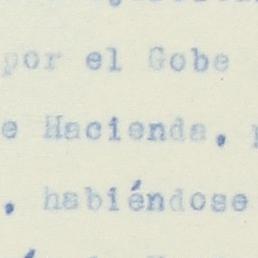 por el Gobe
e Hacienda,
, habiéndose